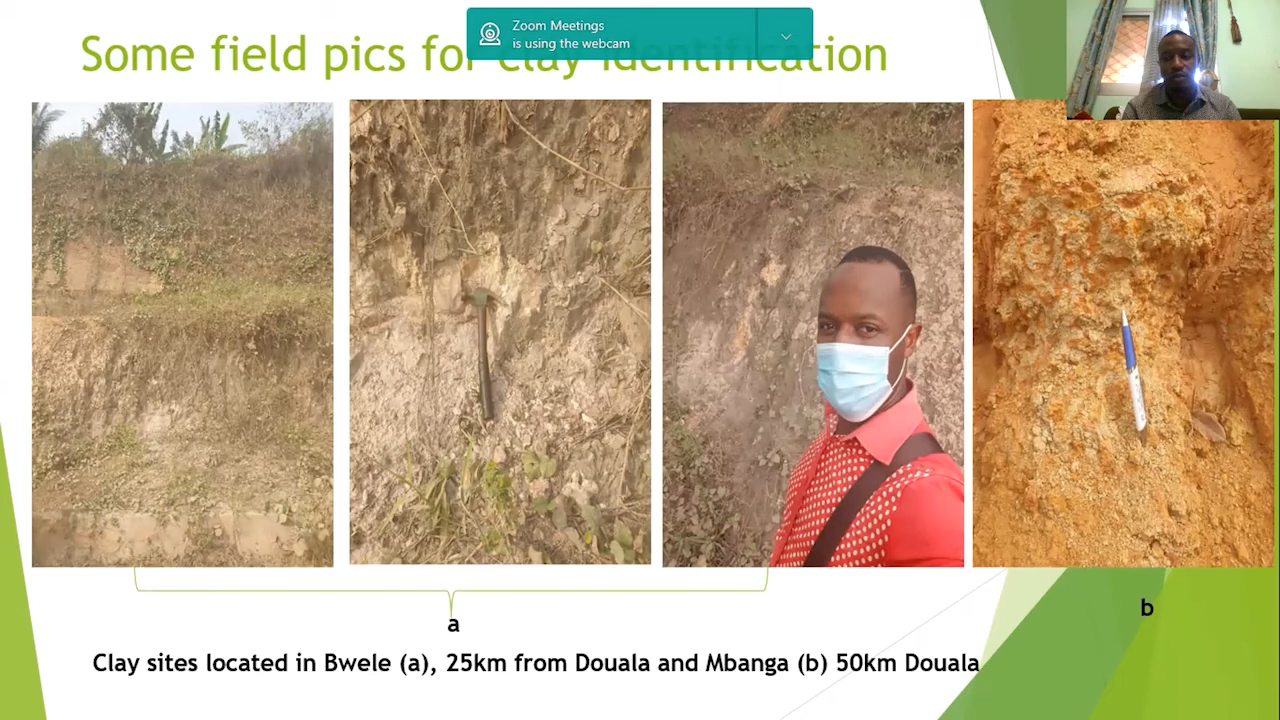 Zoom Meetings
is using the webcam
Some field pics for clay identification
a
b
Clay sites located in Bwele (a), 25km from Douala and Mbanga (b) 50km Douala